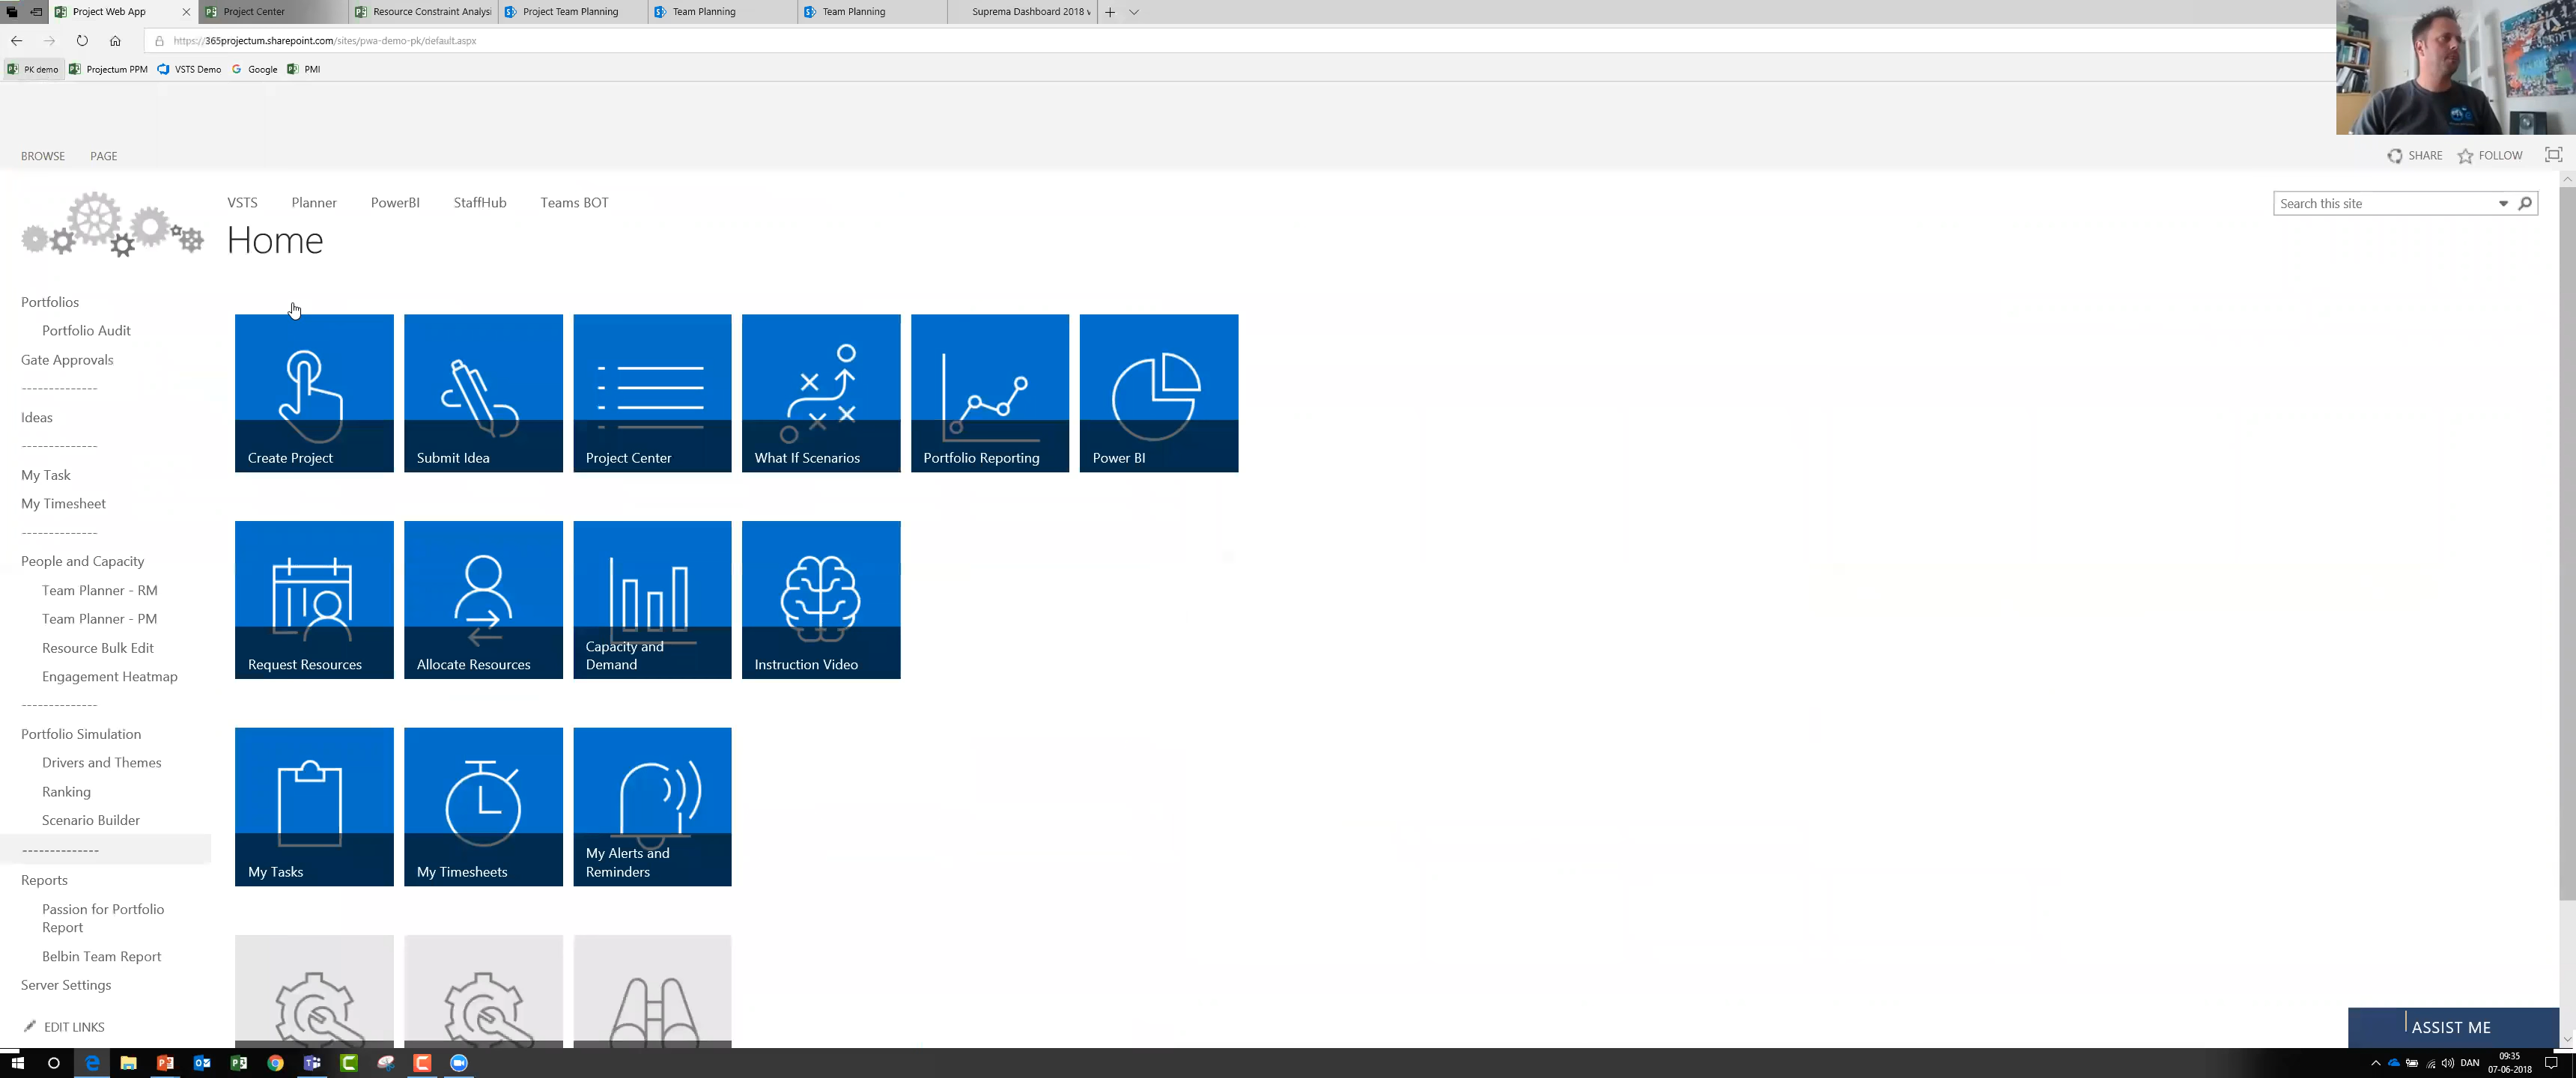 Project Web App
Project Center
Resource Constraint Analysi
Project Team Planning
Team Planning
Team Planning
Suprema Dashboard 2018 v
https://365projectum.sharepoint.com/sites/pwa-demo-pk/default.aspx
PK demo
Projectum PPM
VSTS Demo
Google
PMI
BROWSE
PAGE
SHARE
FOLLOW
VSTS
Planner
PowerBI
StaffHub
Teams BOT
Search this site
Home
Portfolios
Portfolio Audit
Gate Approvals
--------------
Ideas
--------------
My Task
My Timesheet
--------------
People and Capacity
Team Planner - RM
Team Planner - PM
Resource Bulk Edit
Engagement Heatmap
--------------
Portfolio Simulation
Drivers and Themes
Ranking
Scenario Builder
--------------
Reports
Passion for Portfolio
Report
Belbin Team Report
Server Settings
EDIT LINKS
Create Project
Submit Idea
Project Center
What If Scenarios
Portfolio Reporting
Power BI
Request Resources
Allocate Resources
Capacity and
Demand
Instruction Video
My Tasks
My Timesheets
My Alerts and
Reminders
ASSIST ME
DAN
09:35
07-06-2018